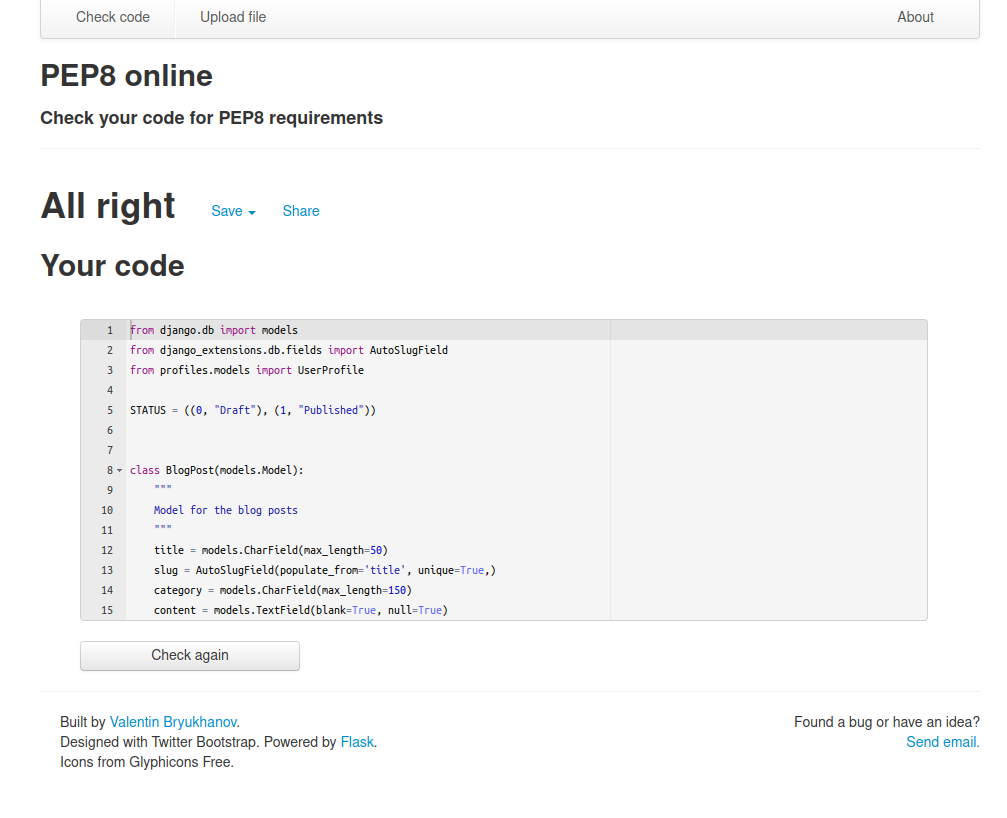 Check code Upload file About
PEP8 online
Check your code for PEP8 requirements
All right Save Share
Your code
1 from django.db import models
2 from django_extensions.db.fields import AutoSlugField
3 from profiles.models import UserProfile
4
5 STATUS = ((0, "Draft"), (1, "Published"))
6
7
8 class BlogPost(models.Model):
9 """
10 Model for the blog posts
11 """
12 title = models.CharField(max_length=50)
13 slug = AutoSlugField(populate_from='title', unique=True,)
14 category = models.CharField(max_length=150)
15 content = models.TextField(blank=True, null=True)
Check again
Built by Valentin Bryukhanov. Found a bug or have an idea?
Designed with Twitter Bootstrap. Powered by Flask. Send email.
Icons from Glyphicons Free.